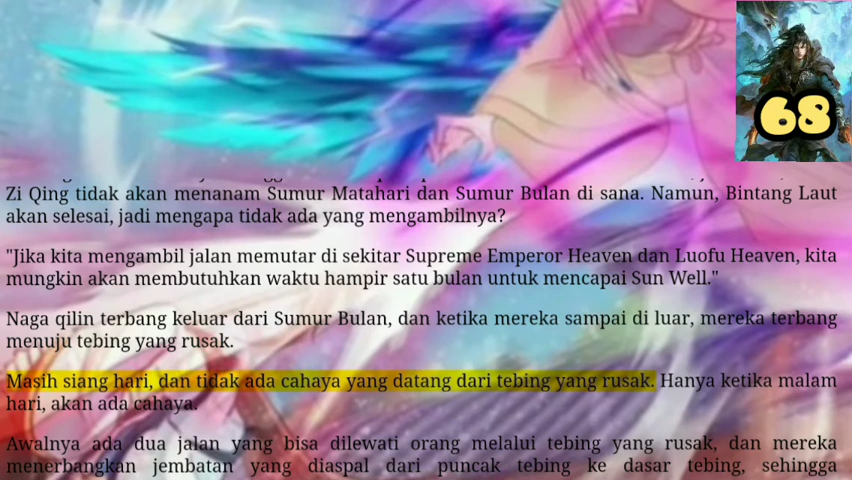 68
Zi Qing tidak akan menanam Sumur Matahari dan Sumur Bulan di sana. Namun, Bintang Laut
akan selesai, jadi mengapa tidak ada yang mengambilnya?
"Jika kita mengambil jalan memutar di sekitar Supreme Emperor Heaven dan Luofu Heaven, kita
mungkin akan membutuhkan waktu hampir satu bulan untuk mencapai Sun Well."
Naga qilin terbang keluar dari Sumur Bulan, dan ketika mereka sampai di luar, mereka terbang
menuju tebing yang rusak.
Masih siang hari, dan tidak ada cahaya yang datang dari tebing yang rusak. Hanya ketika malam
hari, akan ada cahaya.
Awalnya ada dua jalan yang bisa dilewati orang melalui tebing yang rusak, dan mereka
menerbangkan jembatan yang diaspal dari puncak tebing ke dasar tebing, sehingga